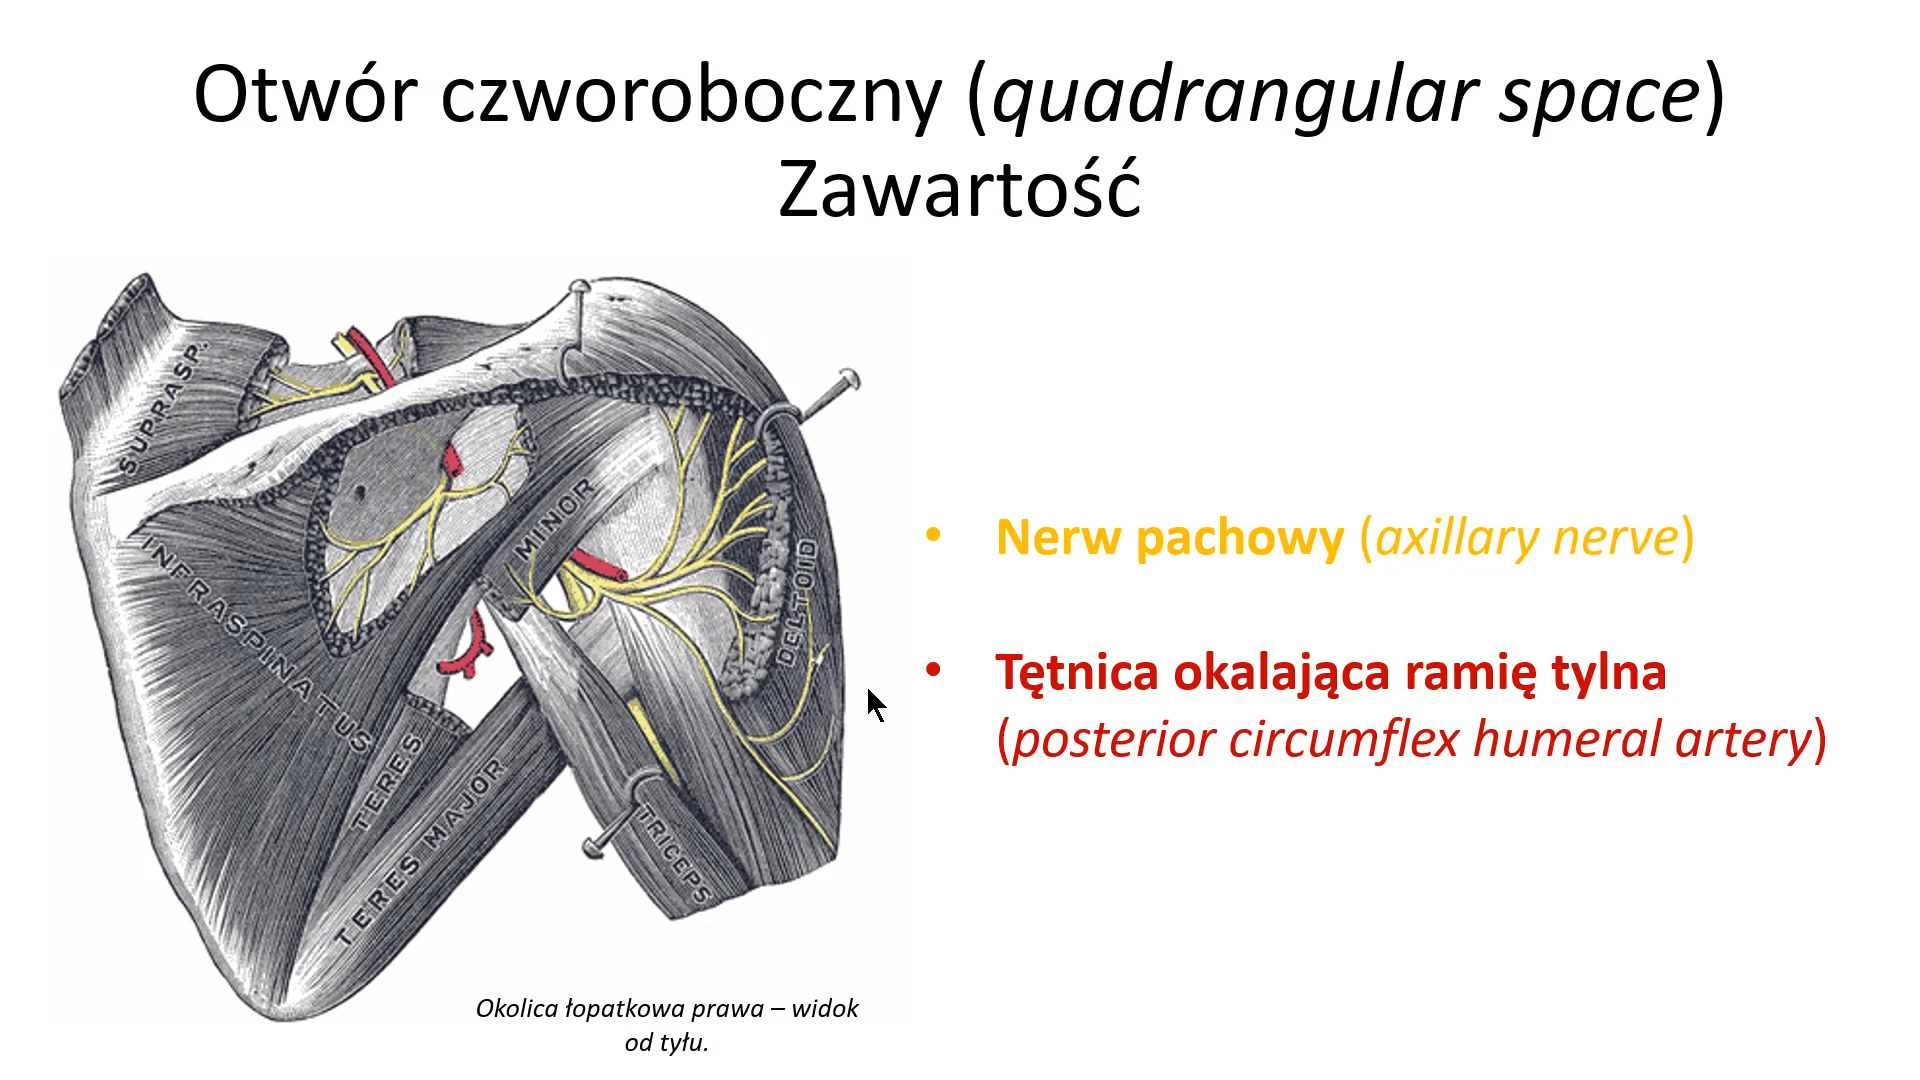 Otwór czworoboczny (quadrangular space)
Zawartość
SUPRASP.
INFRASPINATUS
MINOR
DELTOID
TERES
TERES MAJOR
TRICEPS
• Nerw pachowy (axillary nerve)
• Tętnica okalająca ramię tylna
(posterior circumflex humeral artery)
Okolica łopatkowa prawa – widok
od tyłu.